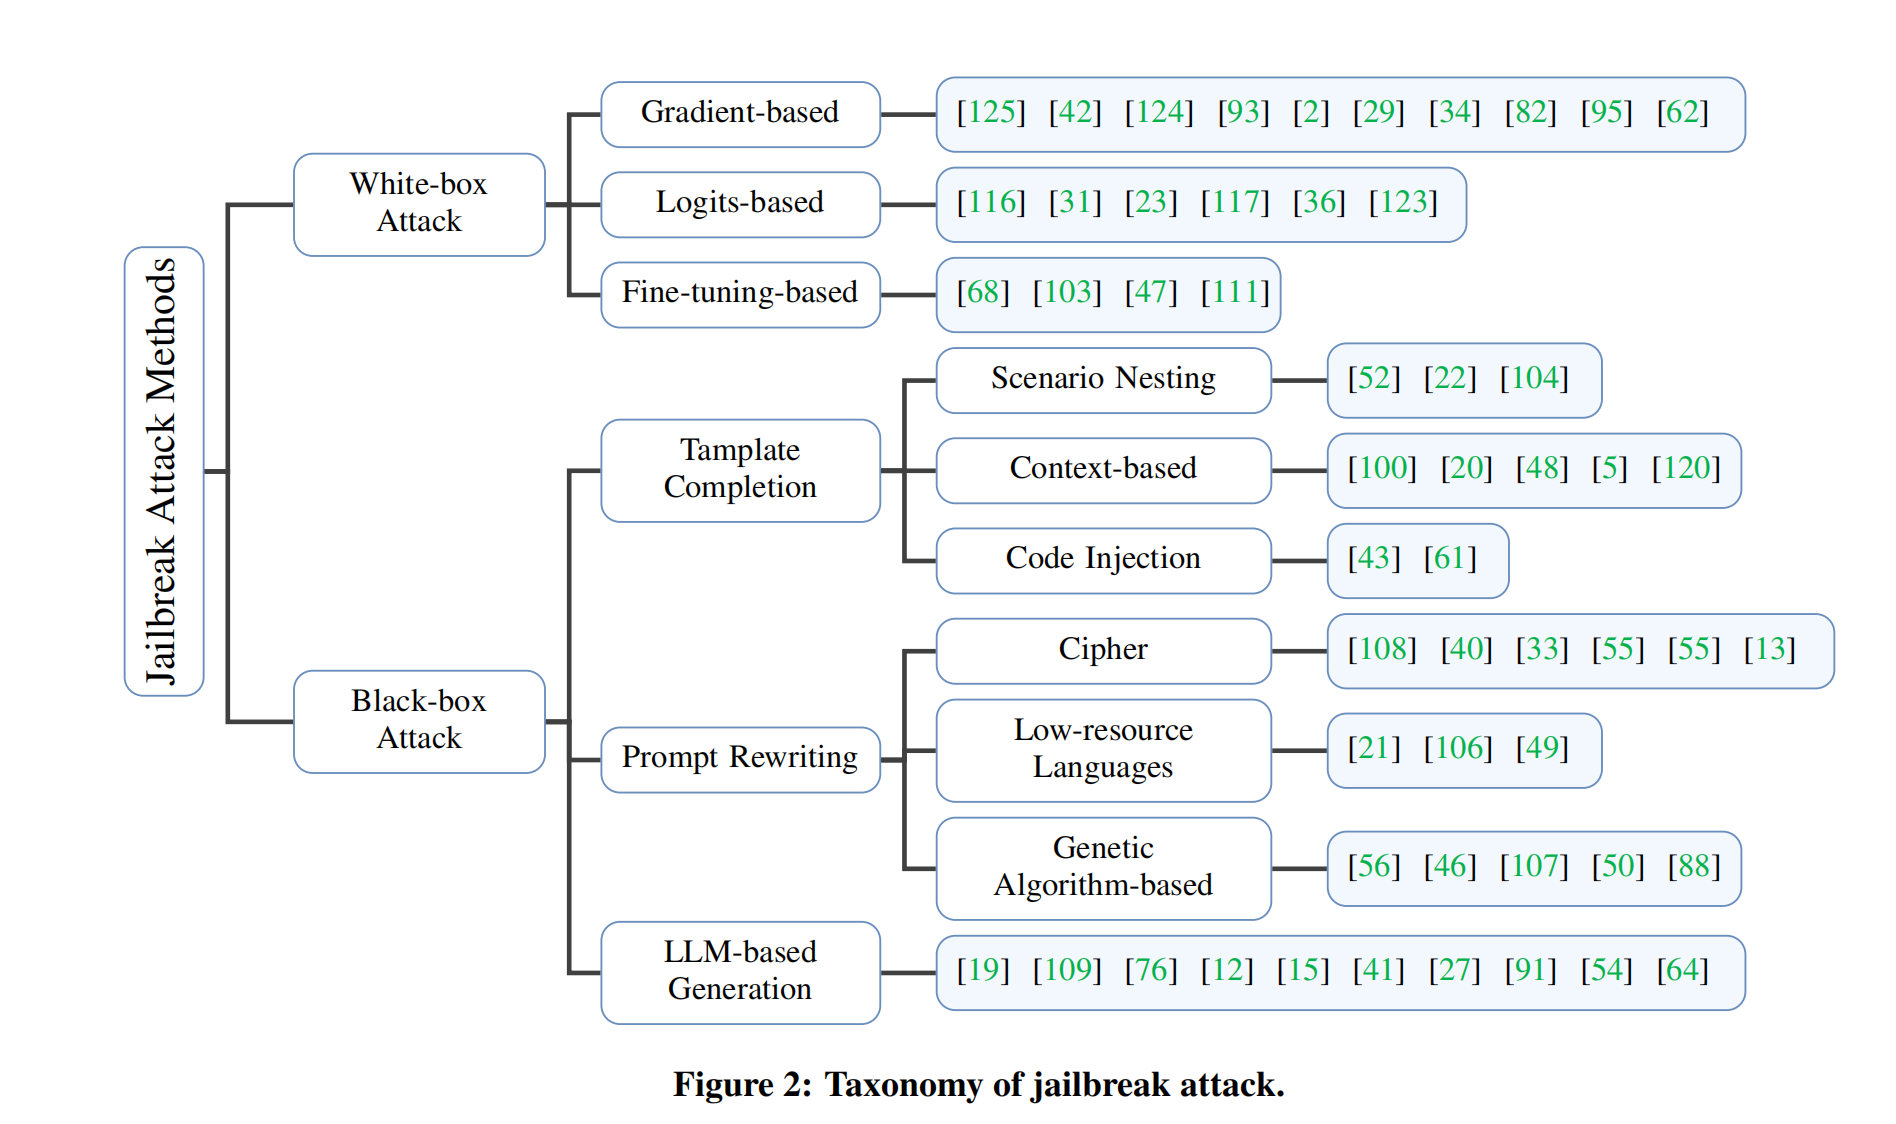 Jailbreak Attack Methods
White-box
Attack
Gradient-based
[125] [42] [124] [93] [2] [29] [34] [82] [95] [62]
Logits-based
[116] [31] [23] [117] [36] [123]
Fine-tuning-based
[68] [103] [47] [111]
Black-box
Attack
Tamplate
Completion
Scenario Nesting
[52] [22] [104]
Context-based
[100] [20] [48] [5] [120]
Code Injection
[43] [61]
Prompt Rewriting
Cipher
[108] [40] [33] [55] [55] [13]
Low-resource
Languages
[21] [106] [49]
Genetic
Algorithm-based
[56] [46] [107] [50] [88]
LLM-based
Generation
[19] [109] [76] [12] [15] [41] [27] [91] [54] [64]
Figure 2: Taxonomy of jailbreak attack.